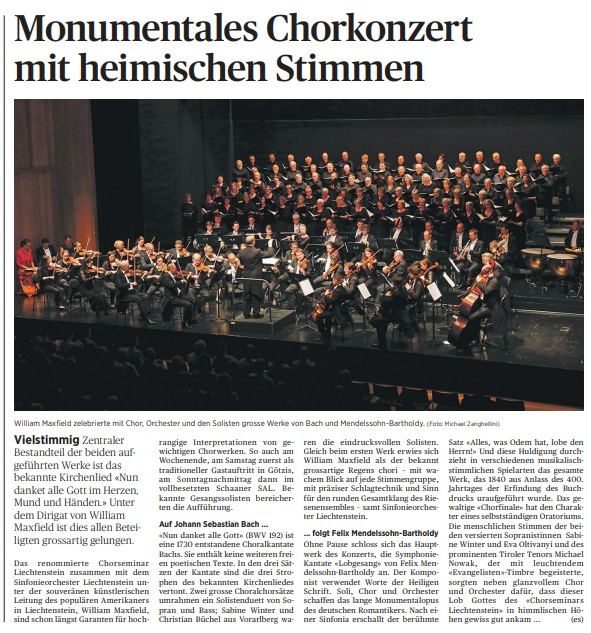 Monumentales Chorkonzert
mit heimischen Stimmen
William Maxfield zelebrierte mit Chor, Orchester und den Solisten grosse Werke von Bach und Mendelssohn-Bartholdy. (Foto: Michael Zanghellini)
Vielstimmig Zentraler
Bestandteil der beiden auf-
geführten Werke ist das
bekannte Kirchenlied «Nun
danket alle Gott im Herzen,
Mund und Händen.» Unter
dem Dirigat von William
Maxfield ist dies allen Betei-
ligten grossartig gelungen.
Das renommierte Chorseminar
Liechtenstein zusammen mit dem
Sinfonieorchester Liechtenstein un-
ter der souveränen künstlerischen
Leitung des populären Amerikaners
in Liechtenstein, William Maxfield,
sind schon längst Garanten für hoch-
rangige Interpretationen von ge-
wichtigen Chorwerken. So auch am
Wochenende, am Samstag zuerst als
traditioneller Gastauftritt in Götzis,
am Sonntagnachmittag dann im
vollbesetzten Schaaner SAL. Be-
kannte Gesangssolisten bereicher-
ten die Aufführung.
Auf Johann Sebastian Bach ...
«Nun danket alle Gott» (BWV 192) ist
eine 1730 entstandene Choralkantate
Bachs. Sie enthält keine weiteren frei-
en poetischen Texte. In den drei Sät-
zen der Kantate sind die drei Stro-
phen des bekannten Kirchenliedes
vertont. Zwei grosse Choralchorsätze
umrahmen ein Solistenduett von So-
pran und Bass; Sabine Winter und
Christian Büchel aus Vorarlberg wa-
ren die eindrucksvollen Solisten.
Gleich beim ersten Werk erwies sich
William Maxfield als der bekannt
grossartige Regens chori – mit wa-
chem Blick auf jede Stimmengruppe,
mit präziser Schlagtechnik und Sinn
für den runden Gesamtklang des Rie-
senensembles – samt Sinfonieorches-
ter Liechtenstein.
... folgt Felix Mendelssohn-Bartholdy
Ohne Pause schloss sich das Haupt-
werk des Konzerts, die Symphonie-
Kantate «Lobgesang» von Felix Men-
delssohn-Bartholdy an. Der Kompo-
nist verwendet Worte der Heiligen
Schrift. Soli, Chor und Orchester
schaffen das lange Monumentalopus
des deutschen Romantikers. Nach ei-
ner Sinfonia erschallt der berühmte
Satz «Alles, was Odem hat, lobe den
Herrn!» Und diese Huldigung durch-
zieht in verschiedenen musikalisch-
stimmlichen Spielarten das gesamte
Werk, das 1840 aus Anlass des 400.
Jahrtages der Erfindung des Buch-
drucks uraufgeführt wurde. Das ge-
waltige «Chorfinale» hat den Charak-
ter eines selbstständigen Oratoriums.
Die menschlichen Stimmen der bei-
den versierten Sopranistinnen Sabi-
ne Winter und Eva Oltivanyi und des
prominenten Tiroler Tenors Michael
Nowak, der mit leuchtendem
«Evangelisten»-Timbre begeisterte,
sorgten neben glanzvollem Chor
und Orchester dafür, dass dieser
Lob Gottes des «Chorseminars
Liechtenstein» in himmlischen Hö-
hen gewiss gut ankam ... (es)